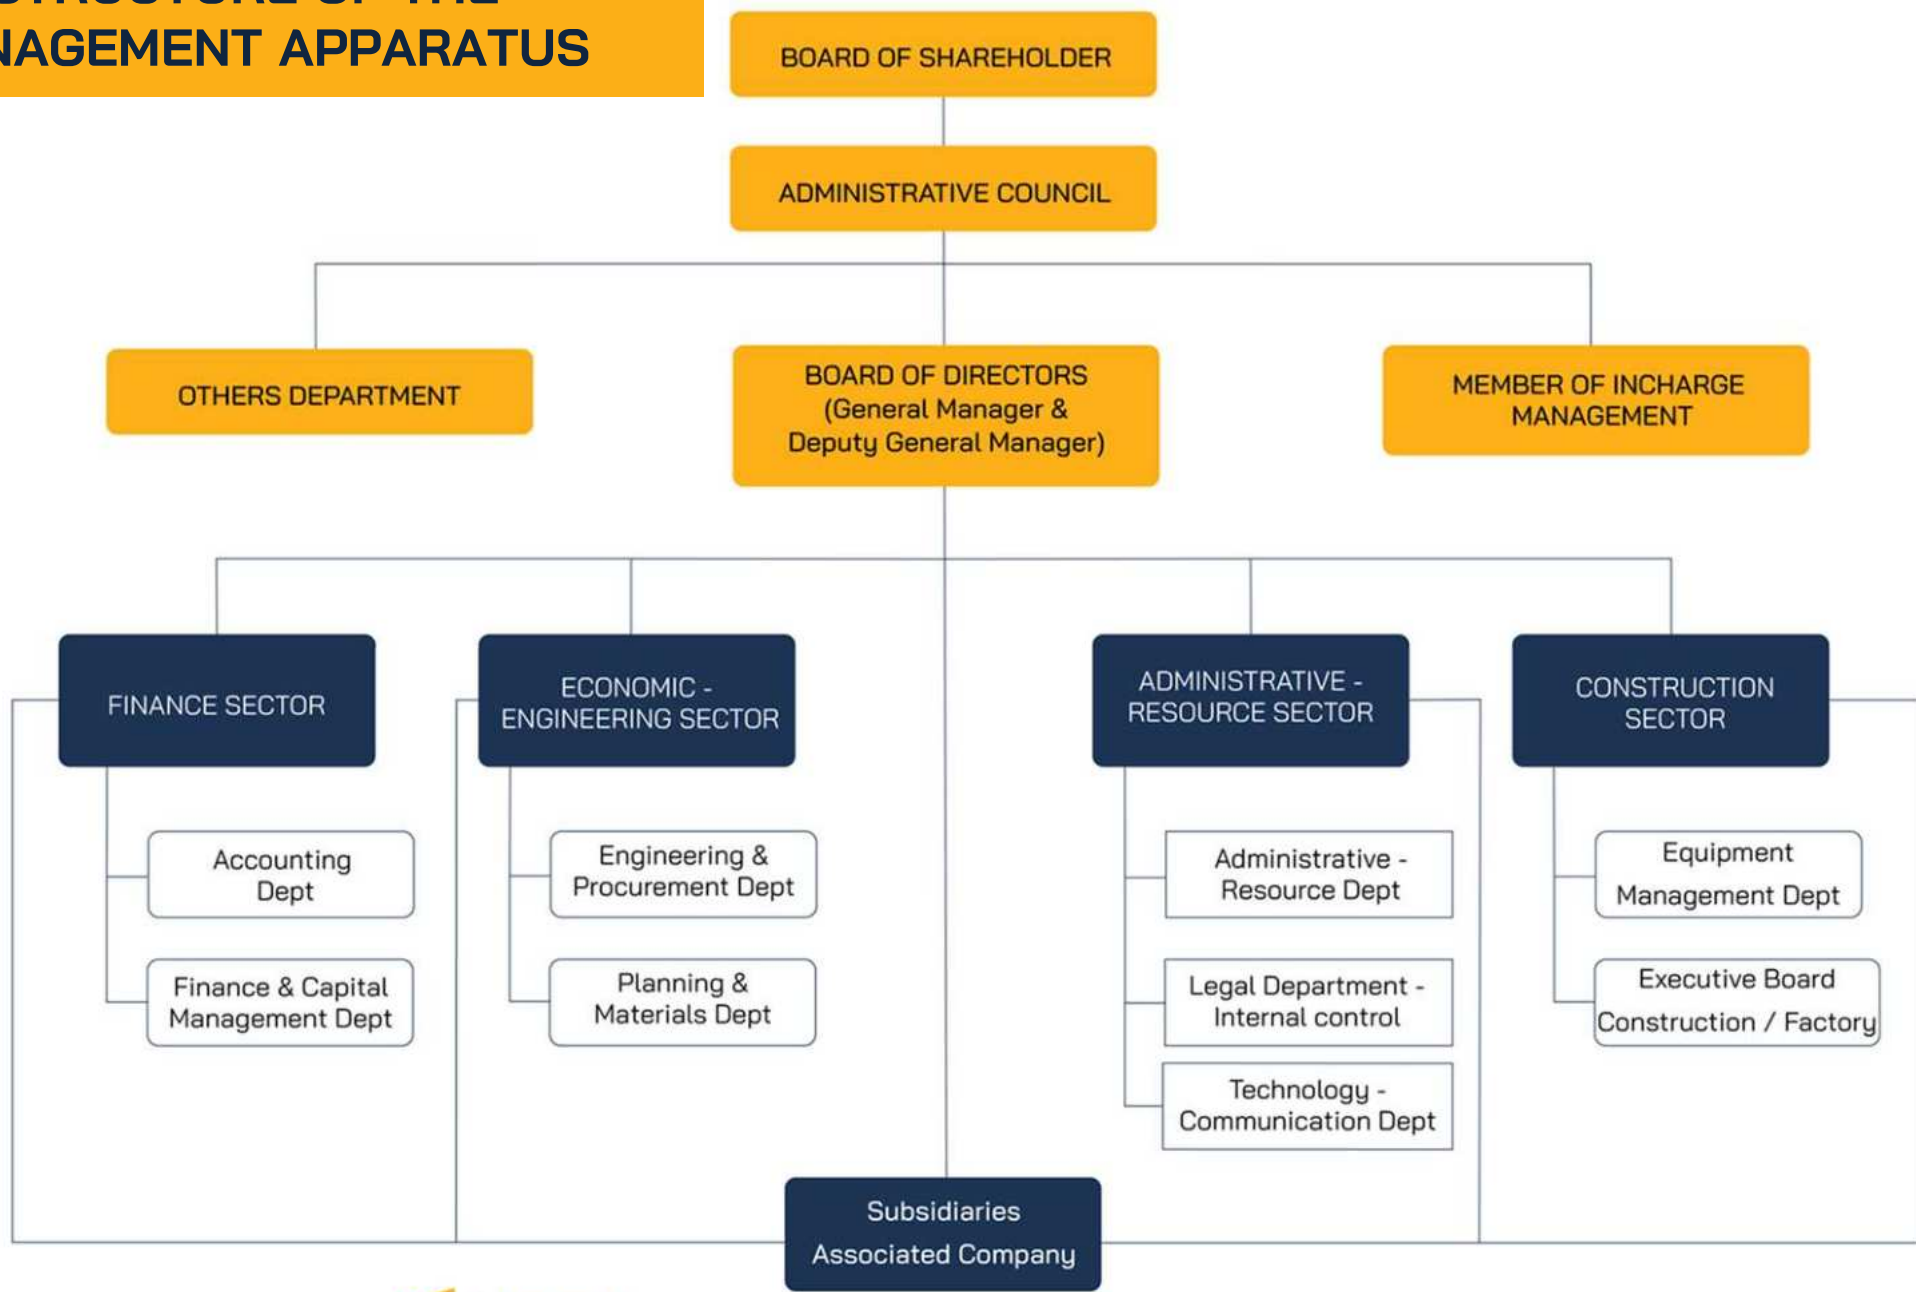 MANAGEMENT APPARATUS
BOARD OF SHAREHOLDER
ADMINISTRATIVE COUNCIL
OTHERS DEPARTMENT
BOARD OF DIRECTORS
(General Manager &
Deputy General Manager)
MEMBER OF INCHARGE
MANAGEMENT
FINANCE SECTOR
ECONOMIC -
ENGINEERING SECTOR
ADMINISTRATIVE -
RESOURCE SECTOR
CONSTRUCTION
SECTOR
Accounting
Dept
Finance & Capital
Management Dept
Engineering &
Procurement Dept
Planning &
Materials Dept
Administrative -
Resource Dept
Legal Department -
Internal control
Technology -
Communication Dept
Equipment
Management Dept
Executive Board
Construction / Factory
Subsidiaries
Associated Company